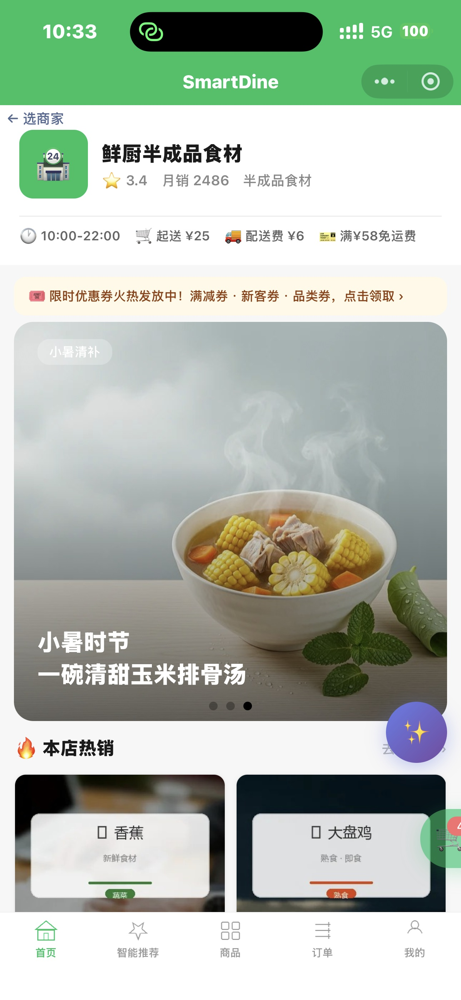 10:33
5G 100
SmartDine
← 选商家
24
鲜厨半成品食材
3.4 月销 2486 半成品食材
10:00-22:00 起送 ¥25 配送费 ¥6 满¥58免运费
限时优惠券火热发放中！满减券 · 新客券 · 品类券，点击领取 ›
小暑清补
小暑时节
一碗清甜玉米排骨汤
本店热销
去 ›
香蕉
新鲜食材
蔬菜
大盘鸡
熟食 · 即食
熟食
首页
智能推荐
商品
订单
我的